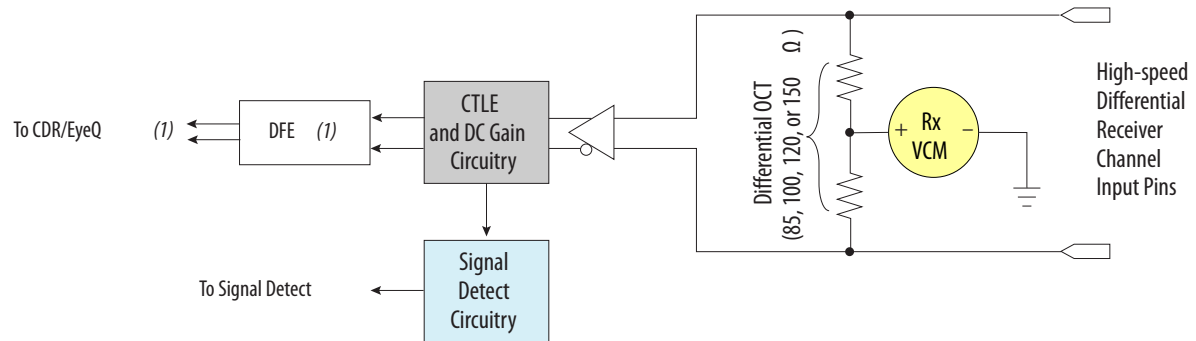 To CDR/EyeQ (1)
DFE (1)
CTLE
and DC Gain
Circuitry
Differential OCT
(85, 100, 120, or 150 Ω )
+ Rx −
VCM
High-speed
Differential
Receiver
Channel
Input Pins
To Signal Detect
Signal
Detect
Circuitry